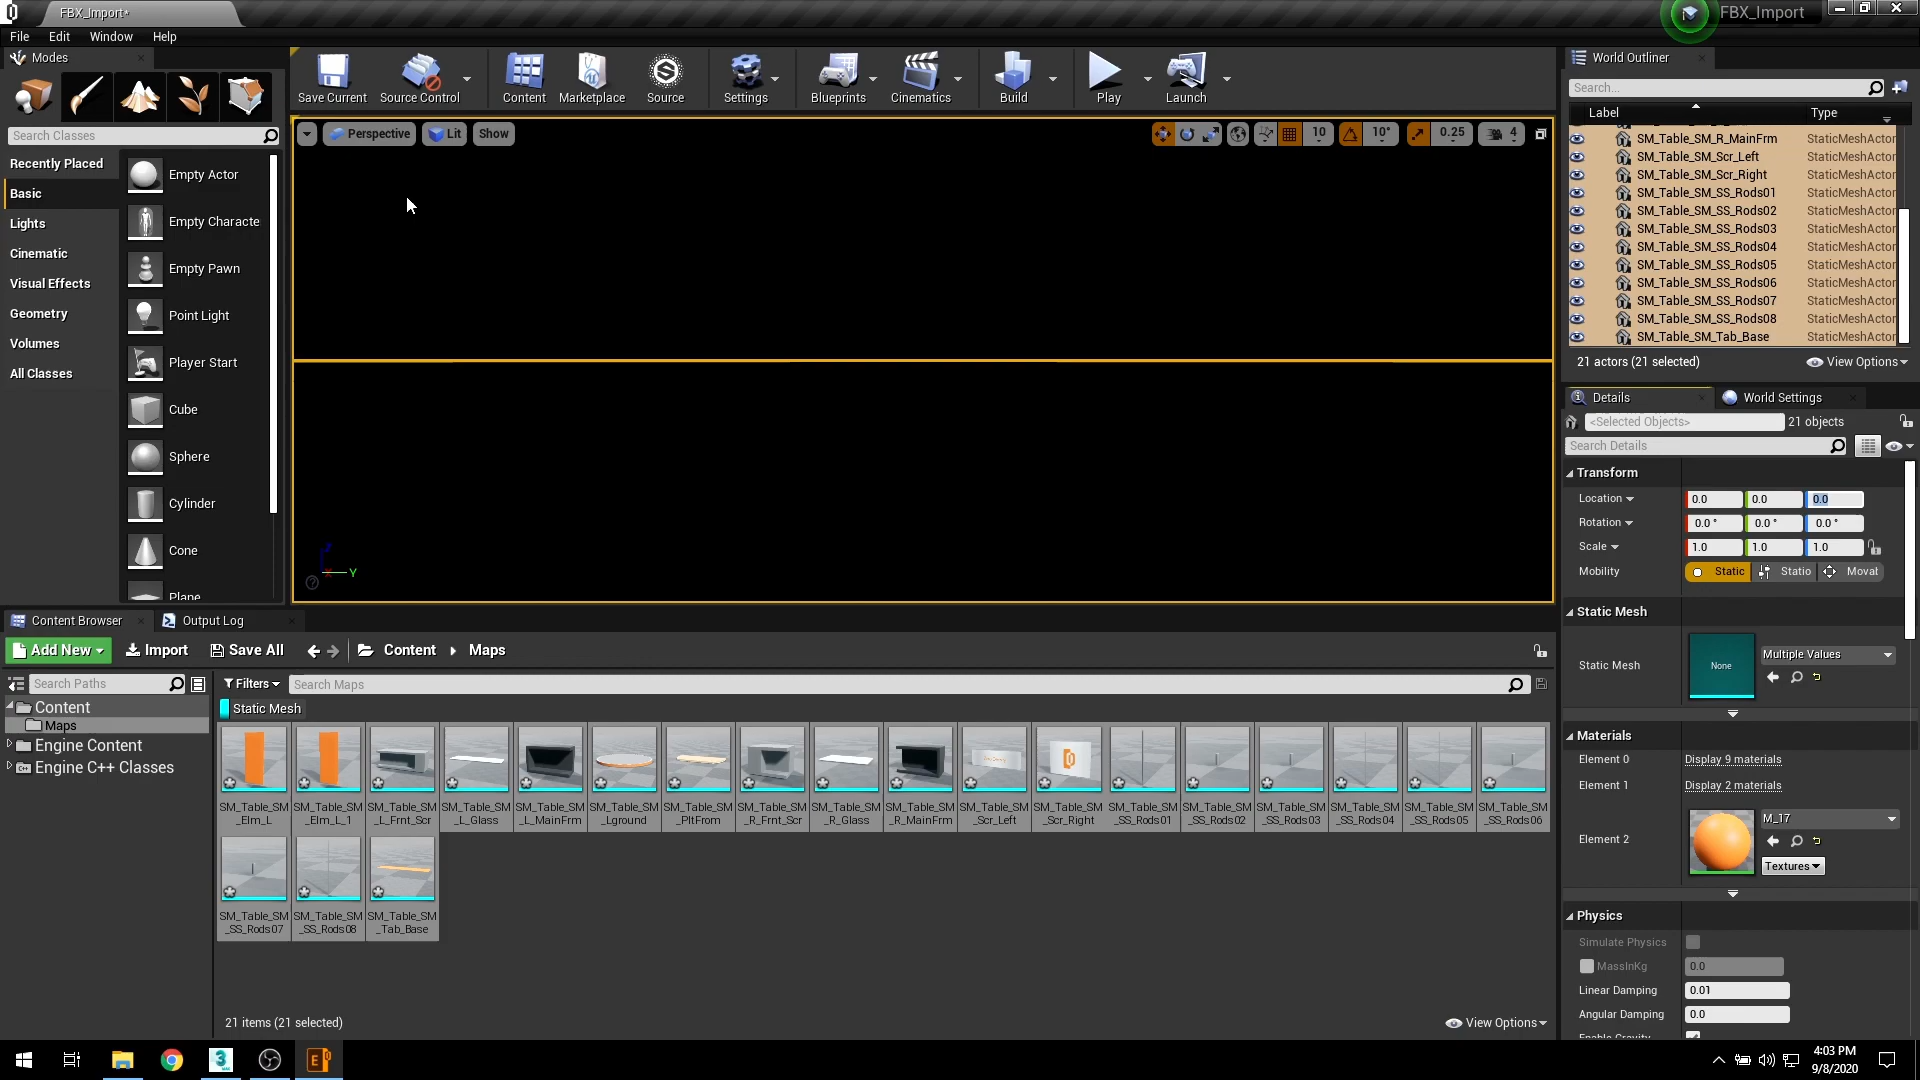 FBX_Import*
FBX_Import
File Edit Window Help
Modes
Search Classes
Recently Placed
Basic
Lights
Cinematic
Visual Effects
Geometry
Volumes
All Classes
Empty Actor
Empty Characte
Empty Pawn
Point Light
Player Start
Cube
Sphere
Cylinder
Cone
Plane
Save Current Source Control Content Marketplace Source Settings Blueprints Cinematics Build Play Launch
Perspective Lit Show
10 10° 0.25 4
Z
X Y
World Outliner
Search...
Label Type
SM_Table_SM_R_MainFrm StaticMeshActor
SM_Table_SM_Scr_Left StaticMeshActor
SM_Table_SM_Scr_Right StaticMeshActor
SM_Table_SM_SS_Rods01 StaticMeshActor
SM_Table_SM_SS_Rods02 StaticMeshActor
SM_Table_SM_SS_Rods03 StaticMeshActor
SM_Table_SM_SS_Rods04 StaticMeshActor
SM_Table_SM_SS_Rods05 StaticMeshActor
SM_Table_SM_SS_Rods06 StaticMeshActor
SM_Table_SM_SS_Rods07 StaticMeshActor
SM_Table_SM_SS_Rods08 StaticMeshActor
SM_Table_SM_Tab_Base StaticMeshActor
21 actors (21 selected) View Options
Details World Settings
<Selected Objects> 21 objects
Search Details
Transform
Location 0.0 0.0 0.0
Rotation 0.0 ° 0.0 ° 0.0 °
Scale 1.0 1.0 1.0
Mobility Static Statio Movat
Static Mesh
Static Mesh None Multiple Values
Materials
Element 0 Display 9 materials
Element 1 Display 2 materials
Element 2 M_17
Textures
Physics
Simulate Physics
MassInKg 0.0
Linear Damping 0.01
Angular Damping 0.0
Enable Gravity
Content Browser Output Log
Add New Import Save All Content Maps
Search Paths
Content
Maps
Engine Content
Engine C++ Classes
Filters Search Maps
Static Mesh
SM_Table_SM_Elm_L
SM_Table_SM_Elm_L_1
SM_Table_SM_L_Frnt_Scr
SM_Table_SM_L_Glass
SM_Table_SM_L_MainFrm
SM_Table_SM_Lground
SM_Table_SM_PltFrom
SM_Table_SM_R_Frnt_Scr
SM_Table_SM_R_Glass
SM_Table_SM_R_MainFrm
SM_Table_SM_Scr_Left
SM_Table_SM_Scr_Right
SM_Table_SM_SS_Rods01
SM_Table_SM_SS_Rods02
SM_Table_SM_SS_Rods03
SM_Table_SM_SS_Rods04
SM_Table_SM_SS_Rods05
SM_Table_SM_SS_Rods06
SM_Table_SM_SS_Rods07
SM_Table_SM_SS_Rods08
SM_Table_SM_Tab_Base
21 items (21 selected) View Options
4:03 PM
9/8/2020